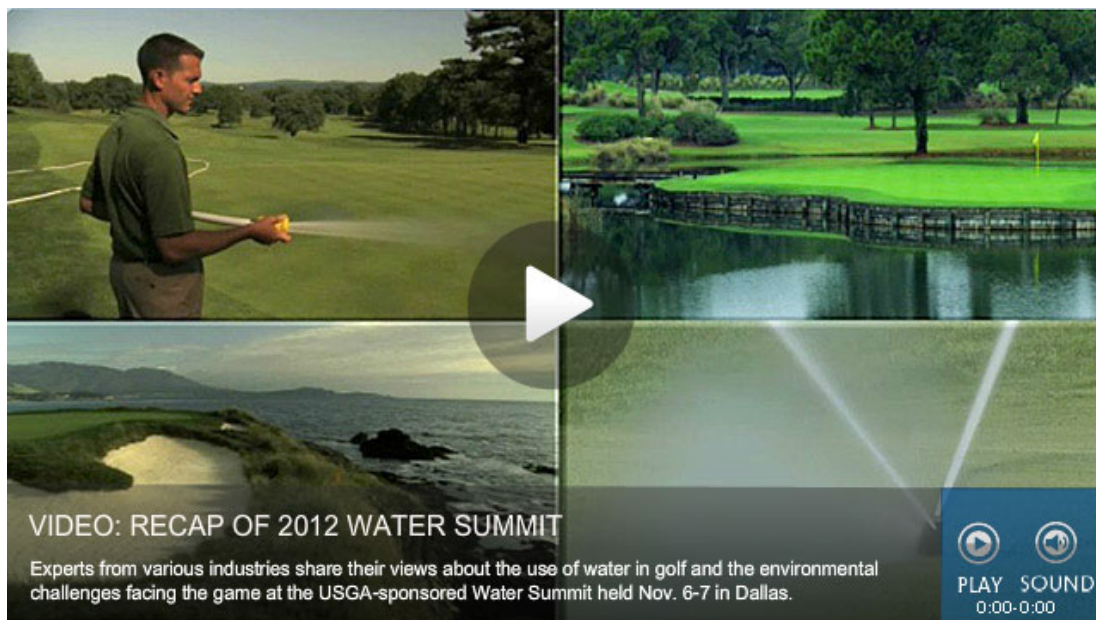 VIDEO: RECAP OF 2012 WATER SUMMIT
Experts from various industries share their views about the use of water in golf and the environmental
challenges facing the game at the USGA-sponsored Water Summit held Nov. 6-7 in Dallas.
PLAY SOUND
0:00-0:00